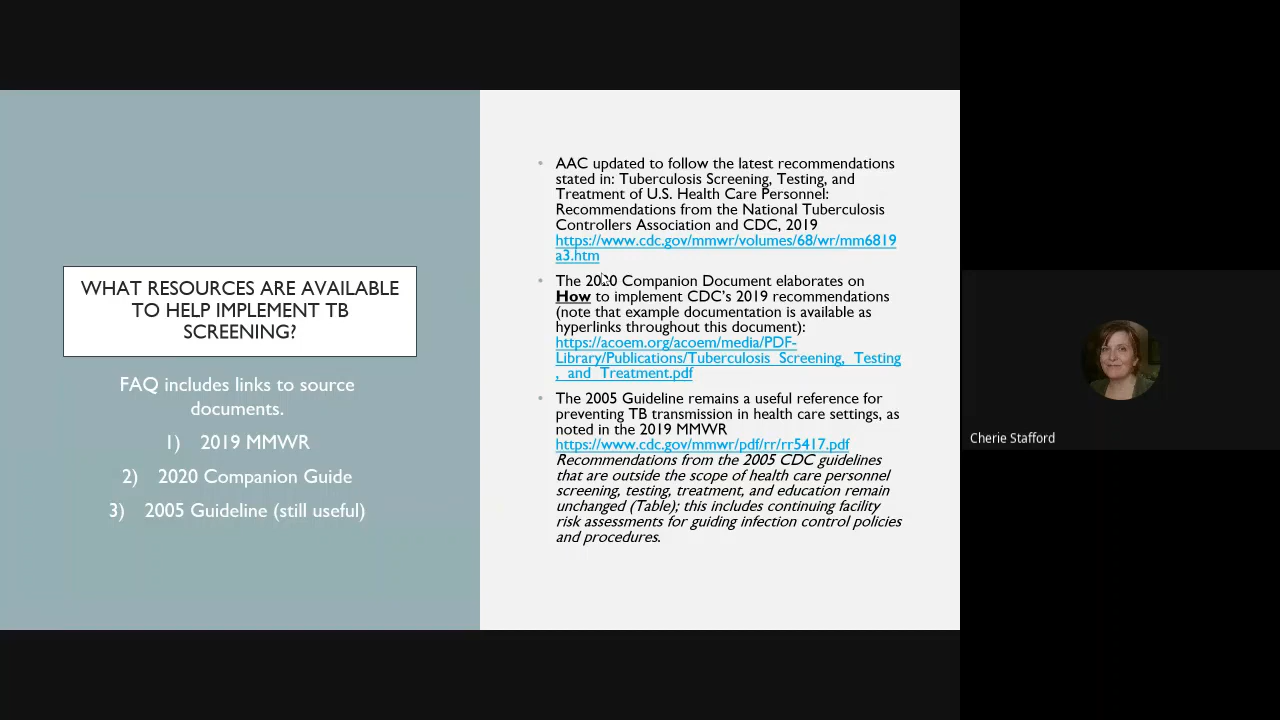 WHAT RESOURCES ARE AVAILABLE
TO HELP IMPLEMENT TB
SCREENING?
FAQ includes links to source
documents.
1) 2019 MMWR
2) 2020 Companion Guide
3) 2005 Guideline (still useful)
• AAC updated to follow the latest recommendations
stated in: Tuberculosis Screening, Testing, and
Treatment of U.S. Health Care Personnel:
Recommendations from the National Tuberculosis
Controllers Association and CDC, 2019
https://www.cdc.gov/mmwr/volumes/68/wr/mm6819
a3.htm
• The 2020 Companion Document elaborates on
How to implement CDC's 2019 recommendations
(note that example documentation is available as
hyperlinks throughout this document):
https://acoem.org/acoem/media/PDF-
Library/Publications/Tuberculosis_Screening,_Testing
,_and_Treatment.pdf
• The 2005 Guideline remains a useful reference for
preventing TB transmission in health care settings, as
noted in the 2019 MMWR
https://www.cdc.gov/mmwr/pdf/rr/rr5417.pdf
Recommendations from the 2005 CDC guidelines
that are outside the scope of health care personnel
screening, testing, treatment, and education remain
unchanged (Table); this includes continuing facility
risk assessments for guiding infection control policies
and procedures.
Cherie Stafford